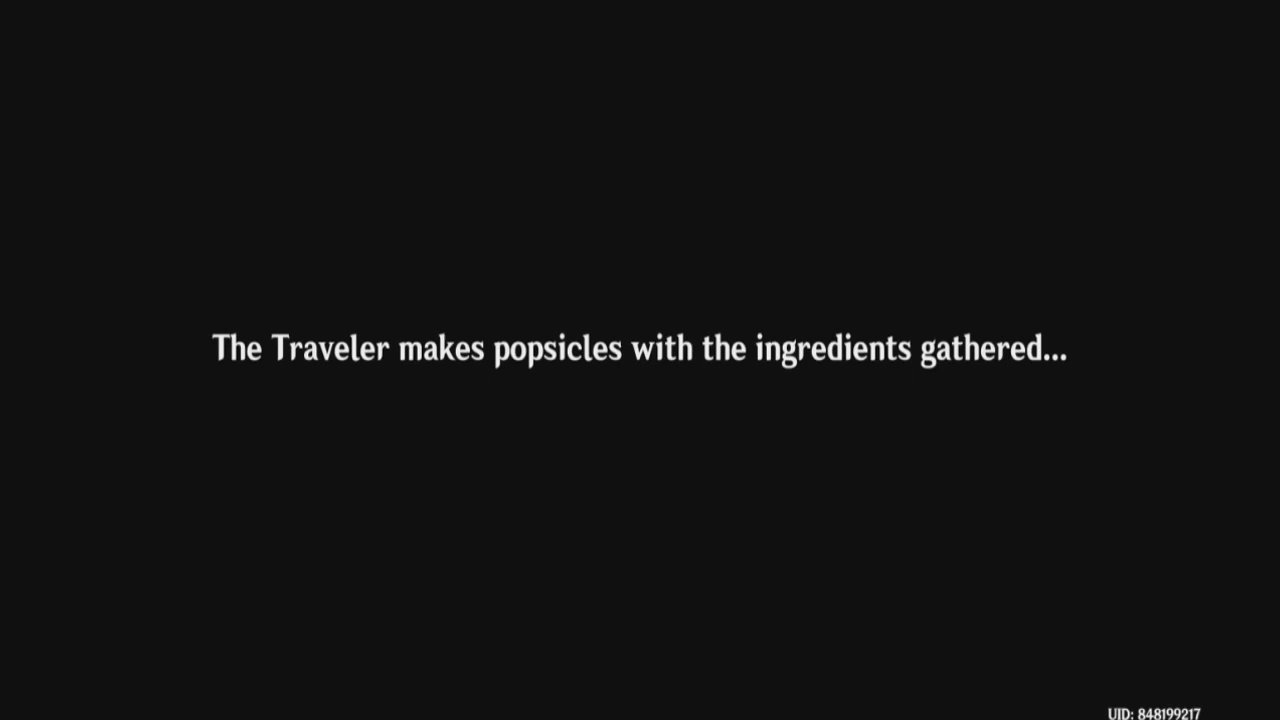 The Traveler makes popsicles with the ingredients gathered...
UID: 848199217